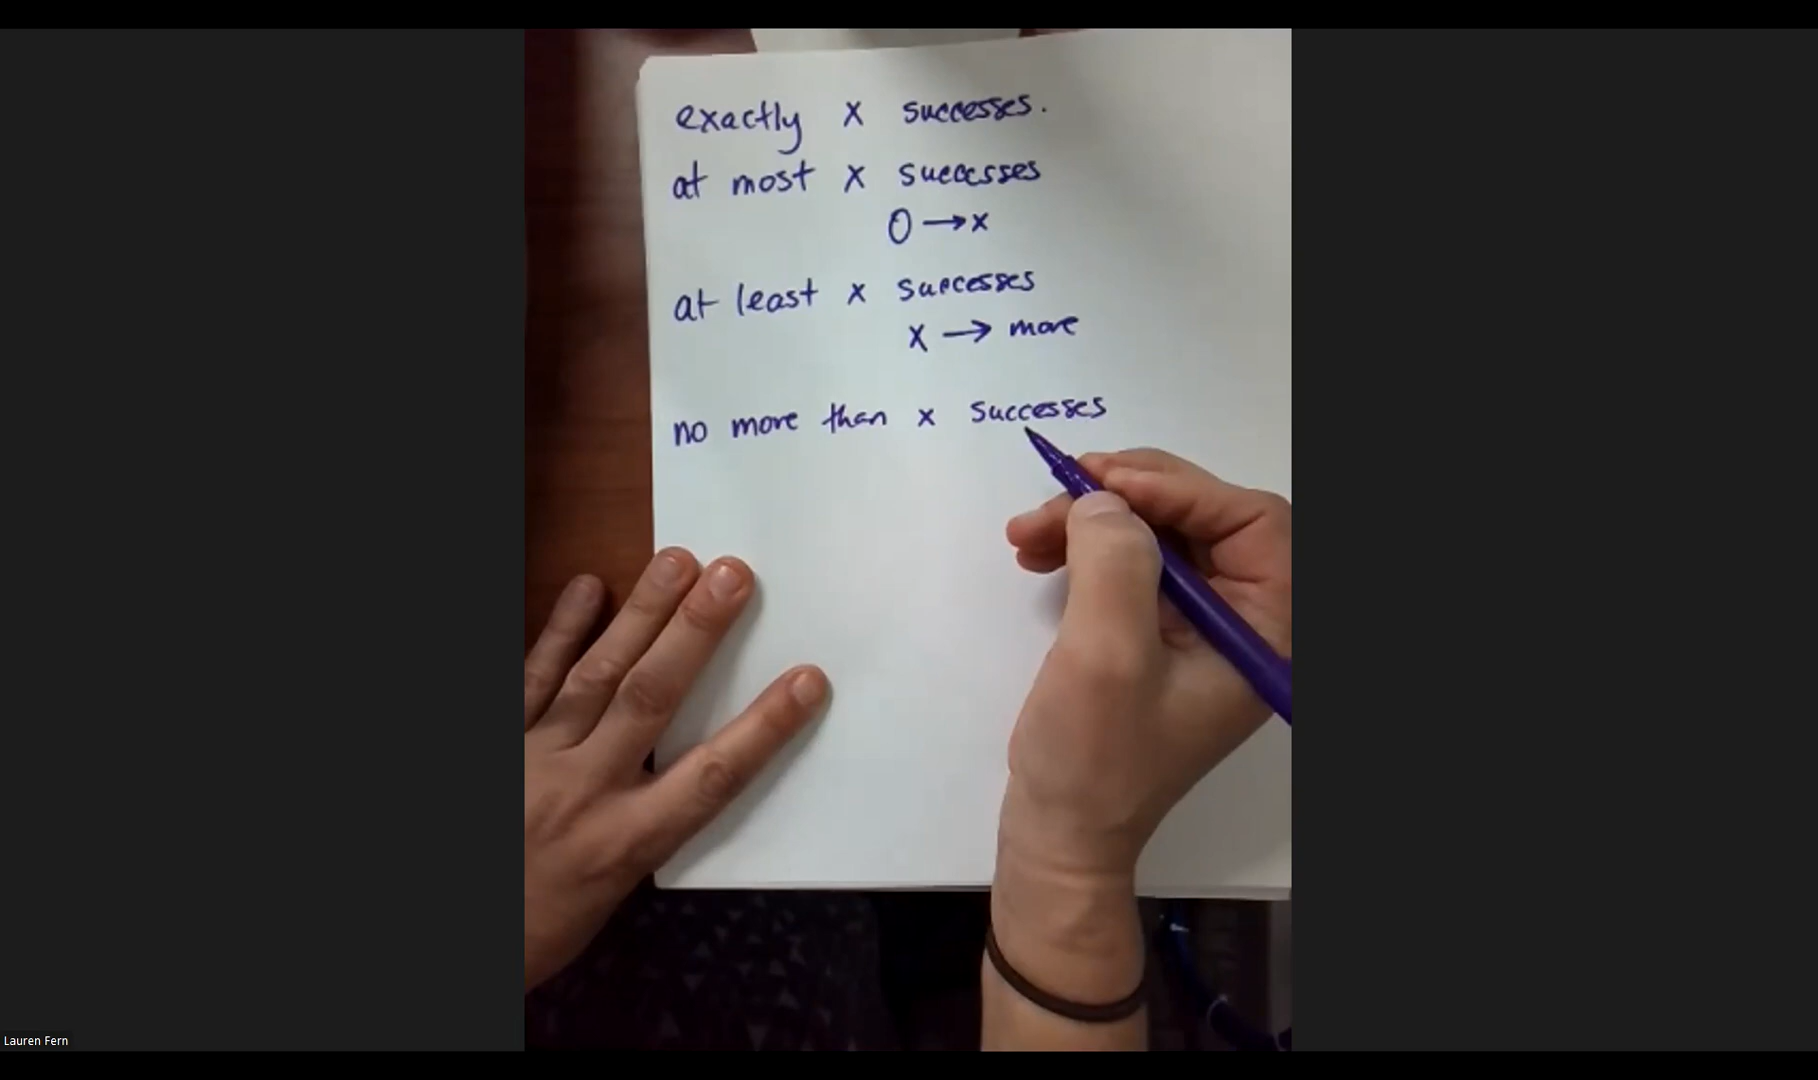 exactly x successes.
at most x successes
0 → x
at least x successes
x → more
no more than x successes
Lauren Fern